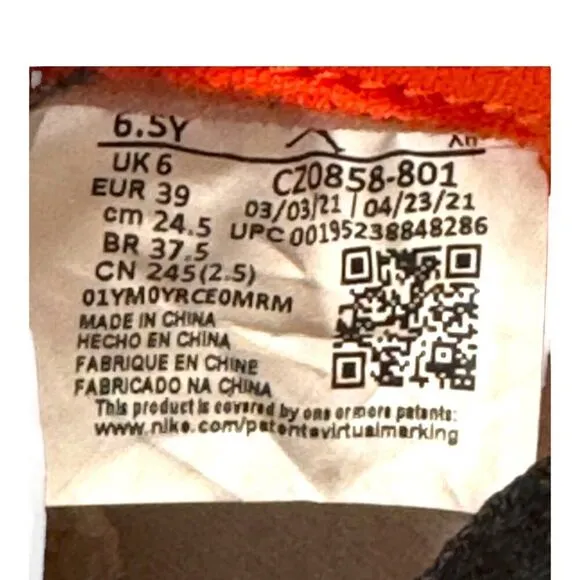 6.5Y
UK 6
EUR 39
cm 24.5
BR 37.5
CN 245(2.5)
CZ0858-801
03/03/21 / 04/23/21
UPC 00195238848286
01YM0YRCE0MRM
MADE IN CHINA
HECHO EN CHINA
FABRIQUE EN CHINE
FABRICADO NA CHINA
This product is covered by one or more patents:
www.nike.com/patentsvirtualmarking